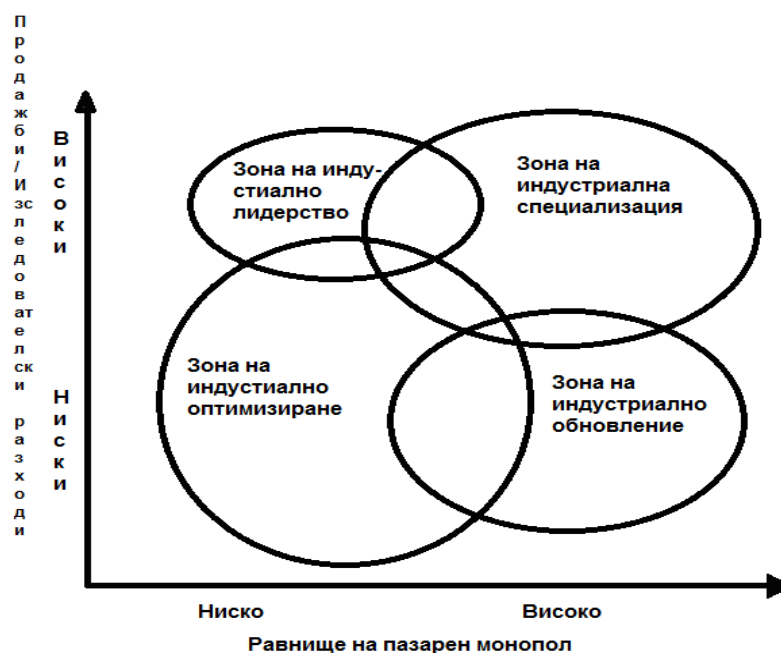 Продажби/Изследователски разходи
Високи
Ниски
Зона на инду-
стиално
лидерство
Зона на
индустриална
специализация
Зона на
индустиално
оптимизиране
Зона на
индустриално
обновление
Ниско
Високо
Равнище на пазарен монопол